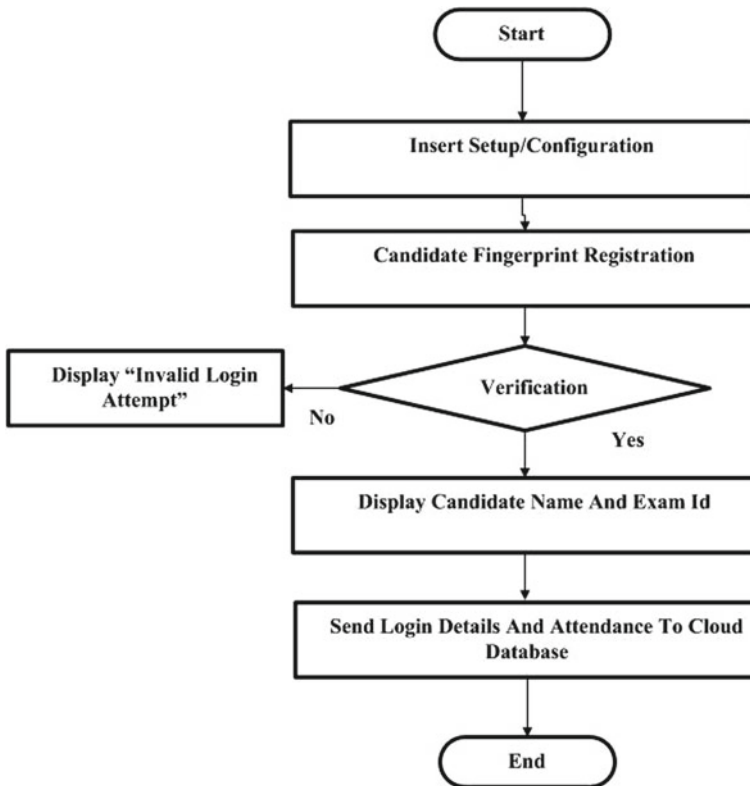 Start
Insert Setup/Configuration
Candidate Fingerprint Registration
Display “Invalid Login
Attempt”
Verification
No
Yes
Display Candidate Name And Exam Id
Send Login Details And Attendance To Cloud
Database
End